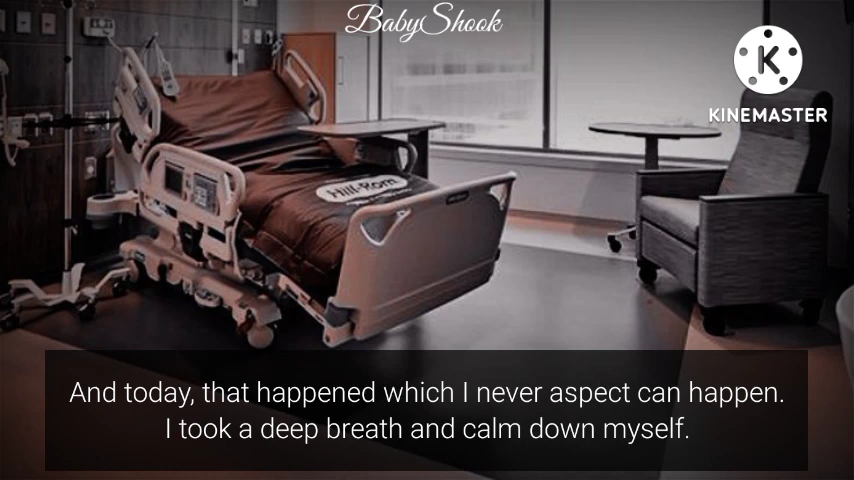 BabyShook
KINEMASTER
Hill-Rom
And today, that happened which I never aspect can happen.
I took a deep breath and calm down myself.